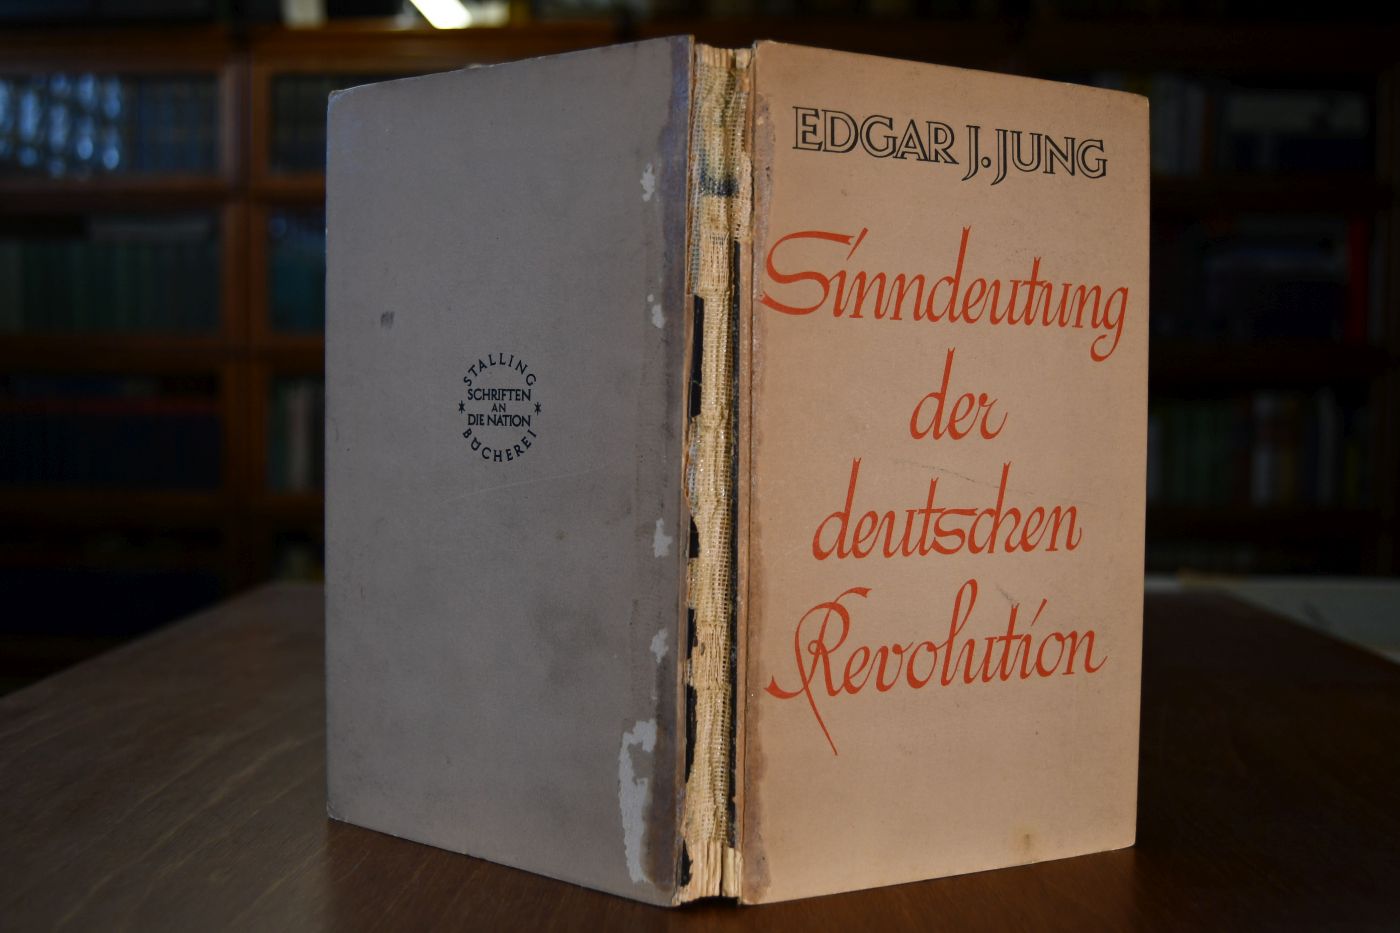 STALLING
SCHRIFTEN
AN
DIE NATION
BÜCHEREI
EDGAR J. JUNG
Sinndeutung
der
deutschen
Revolution